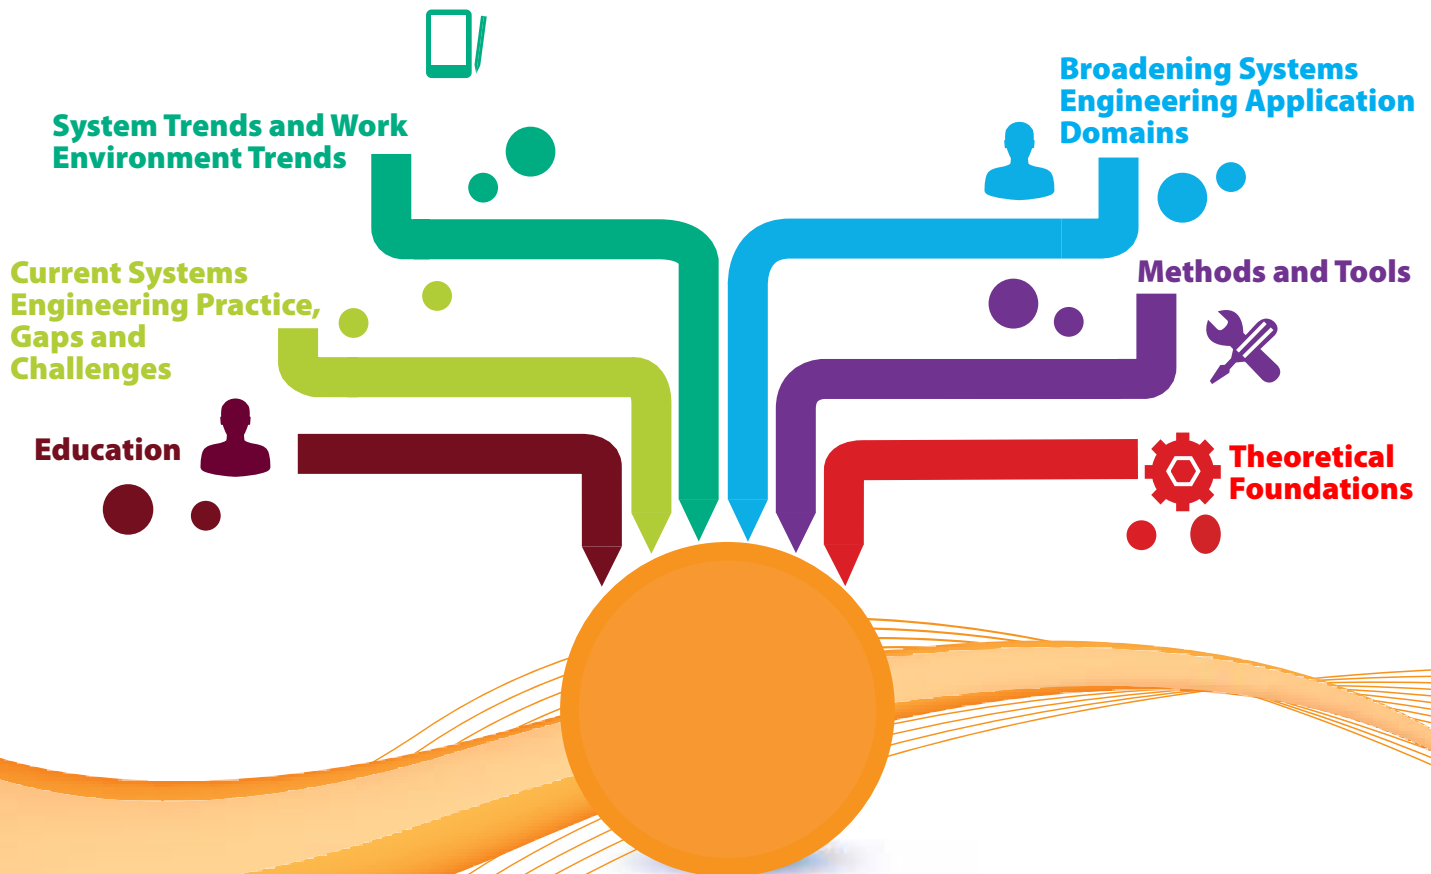 System Trends and Work
Environment Trends
Current Systems
Engineering Practice,
Gaps and
Challenges
Education
Broadening Systems
Engineering Application
Domains
Methods and Tools
Theoretical
Foundations